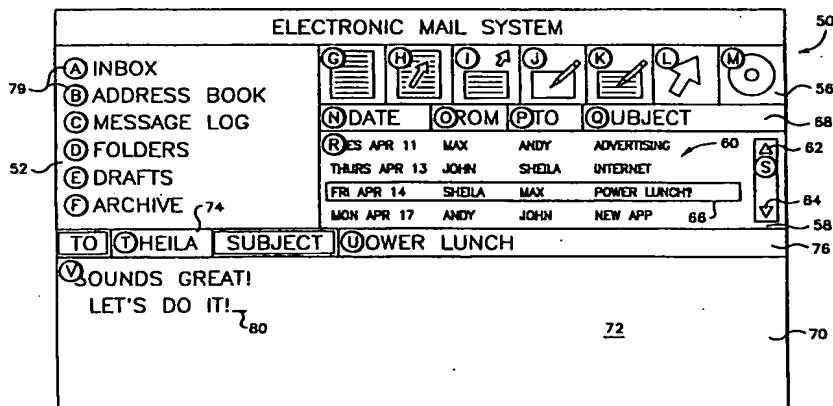 ELECTRONIC MAIL SYSTEM
50
79
Ⓐ INBOX
Ⓑ ADDRESS BOOK
Ⓒ MESSAGE LOG
Ⓓ FOLDERS
Ⓔ DRAFTS
Ⓕ ARCHIVE
52
74
Ⓖ Ⓗ Ⓘ Ⓙ Ⓚ Ⓛ Ⓜ
56
ⓃDATE ⓄROM ⓅTO ⓆUBJECT
68
ⓇES APR 11 MAX ANDY ADVERTISING
60
62
THURS APR 13 JOHN SHEILA INTERNET
Ⓢ
FRI APR 14 SHEILA MAX POWER LUNCH?
66
64
MON APR 17 ANDY JOHN NEW APP
58
TO ⓉHEILA SUBJECT ⓊOWER LUNCH
76
ⓋSOUNDS GREAT!
LET'S DO IT!_
80
72
70